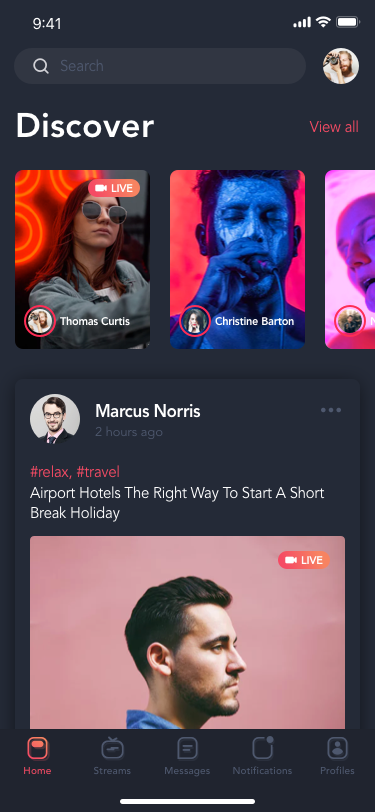 9:41
Search
Discover
View all
LIVE
Thomas Curtis
Christine Barton
Marcus Norris
2 hours ago
#relax, #travel
Airport Hotels The Right Way To Start A Short
Break Holiday
LIVE
Home
Streams
Messages
Notifications
Profiles